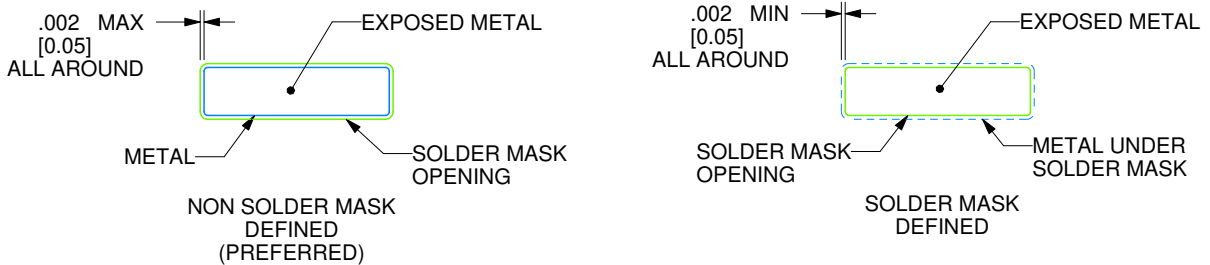 .002 MAX
[0.05]
ALL AROUND
EXPOSED METAL
METAL
SOLDER MASK
OPENING
NON SOLDER MASK
DEFINED
(PREFERRED)
.002 MIN
[0.05]
ALL AROUND
EXPOSED METAL
SOLDER MASK
OPENING
METAL UNDER
SOLDER MASK
SOLDER MASK
DEFINED